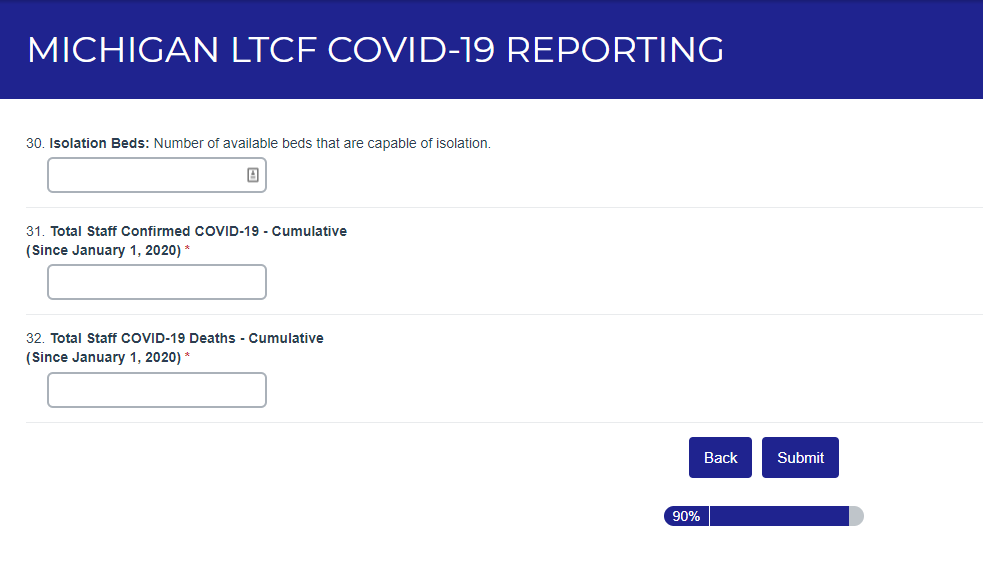 MICHIGAN LTCF COVID-19 REPORTING
30. Isolation Beds: Number of available beds that are capable of isolation.
31. Total Staff Confirmed COVID-19 - Cumulative
(Since January 1, 2020) *
32. Total Staff COVID-19 Deaths - Cumulative
(Since January 1, 2020) *
Back Submit
90%